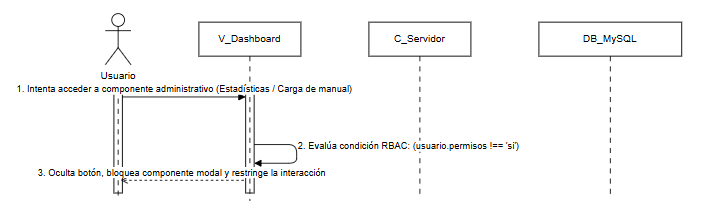 V_Dashboard
C_Servidor
DB_MySQL
Usuario
1. Intenta acceder a componente administrativo (Estadísticas / Carga de manual)
2. Evalúa condición RBAC: (usuario.permisos !== 'si')
3. Oculta botón, bloquea componente modal y restringe la interacción